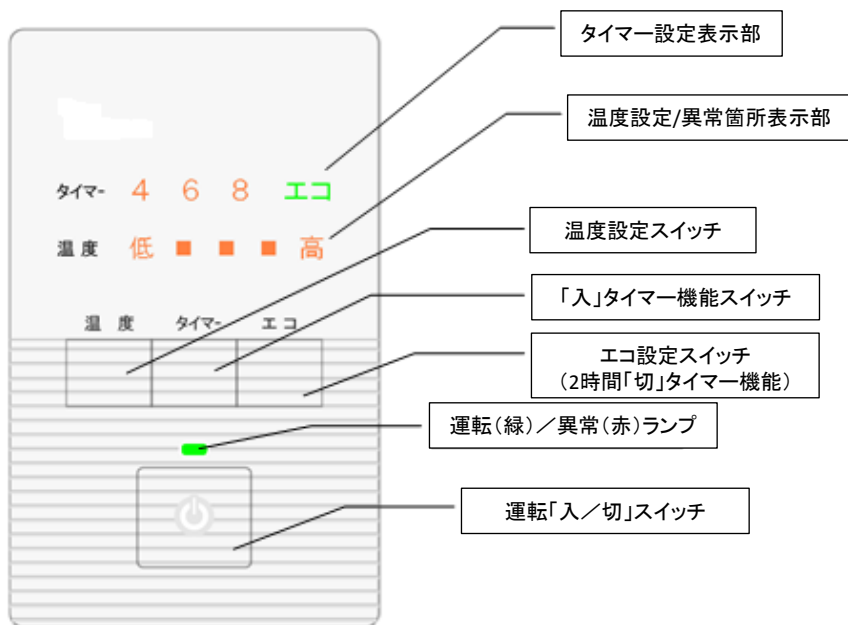 タイマー設定表示部
温度設定/異常箇所表示部
タイマー 4 6 8 エコ
温度 低 ■ ■ ■ 高
温度設定スイッチ
「入」タイマー機能スイッチ
温度 タイマー エコ
エコ設定スイッチ
(2時間「切」タイマー機能)
運転(緑)/異常(赤)ランプ
運転「入/切」スイッチ